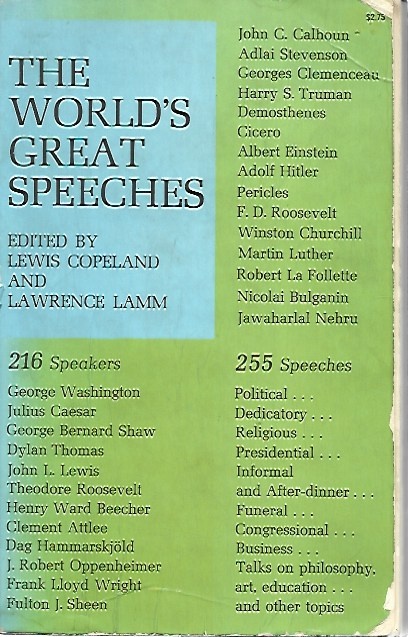 $2.75
THE
WORLD'S
GREAT
SPEECHES
EDITED BY
LEWIS COPELAND
AND
LAWRENCE LAMM
John C. Calhoun
Adlai Stevenson
Georges Clemenceau
Harry S. Truman
Demosthenes
Cicero
Albert Einstein
Adolf Hitler
Pericles
F. D. Roosevelt
Winston Churchill
Martin Luther
Robert La Follette
Nicolai Bulganin
Jawaharlal Nehru
216 Speakers
George Washington
Julius Caesar
George Bernard Shaw
Dylan Thomas
John L. Lewis
Theodore Roosevelt
Henry Ward Beecher
Clement Attlee
Dag Hammarskjöld
J. Robert Oppenheimer
Frank Lloyd Wright
Fulton J. Sheen
255 Speeches
Political . . .
Dedicatory . . .
Religious . . .
Presidential . . .
Informal
and After-dinner . . .
Funeral . . .
Congressional . . .
Business . . .
Talks on philosophy,
art, education . . .
and other topics